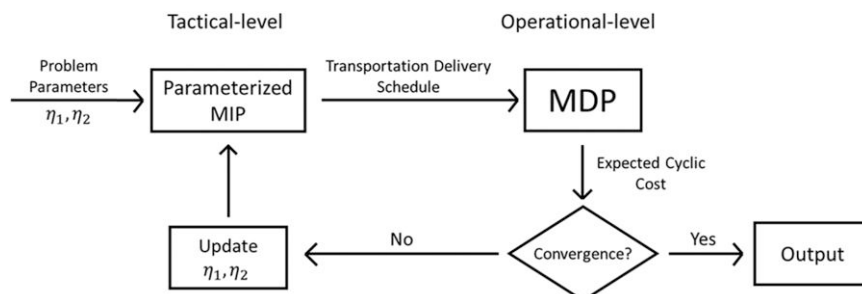 Tactical-level
Operational-level
Problem
Parameters
η₁, η₂
Parameterized
MIP
Transportation Delivery
Schedule
MDP
Expected Cyclic
Cost
Update
η₁, η₂
No
Convergence?
Yes
Output